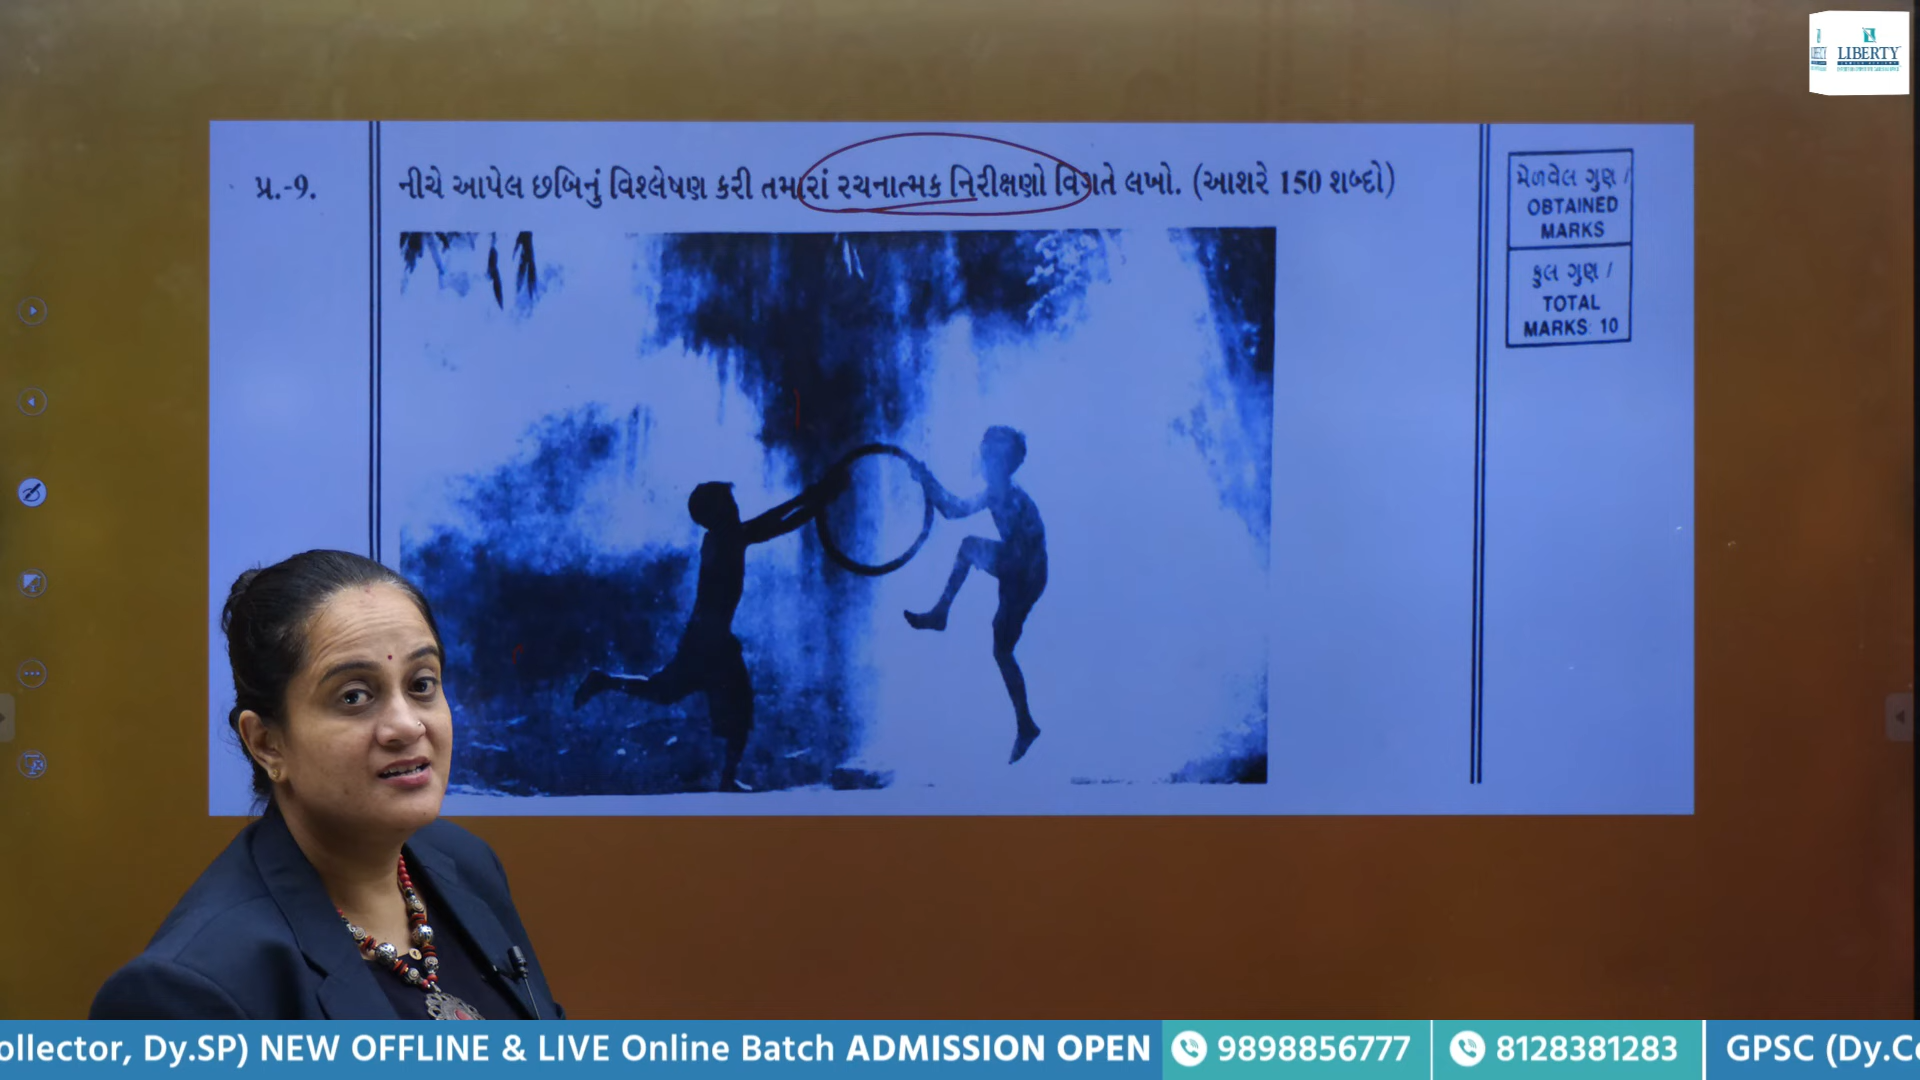 LIBERTY
પ્ર.-9.
નીચે આપેલ છબિનું વિશ્લેષણ કરી તમારાં રચનાત્મક નિરીક્ષણો વિગતે લખો. (આશરે 150 શબ્દો)
મેળવેલ ગુણ /
OBTAINED
MARKS
કુલ ગુણ /
TOTAL
MARKS: 10
ollector, Dy.SP) NEW OFFLINE & LIVE Online Batch ADMISSION OPEN 9898856777 8128381283 GPSC (Dy.Co